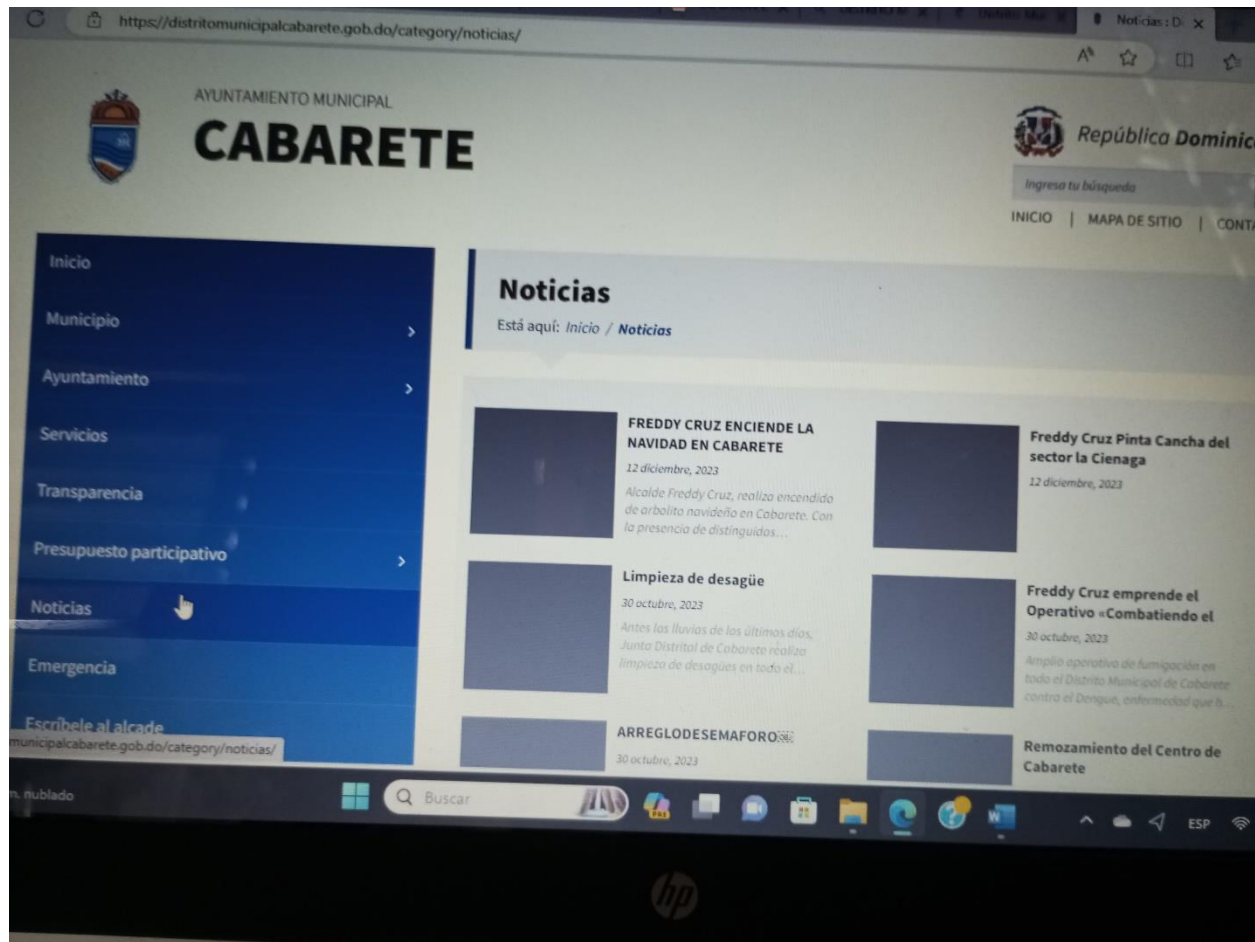 https://distritomunicipalcabarete.gob.do/category/noticias/
Noticias : D
AYUNTAMIENTO MUNICIPAL
CABARETE
República Dominic
Ingresa tu búsqueda
INICIO | MAPA DE SITIO | CONTA
Inicio
Municipio
Ayuntamiento
Servicios
Transparencia
Presupuesto participativo
Noticias
Emergencia
Escríbele al alcade
municipalcabarete.gob.do/category/noticias/
Noticias
Está aquí: Inicio / Noticias
FREDDY CRUZ ENCIENDE LA
NAVIDAD EN CABARETE
12 diciembre, 2023
Alcalde Freddy Cruz, realiza encendido
de arbolito navideño en Cabarete. Con
la presencia de distinguidos...
Freddy Cruz Pinta Cancha del
sector la Cienaga
12 diciembre, 2023
Limpieza de desagüe
30 octubre, 2023
Antes las lluvias de los últimos días,
Junta Distrital de Cabarete realiza
limpieza de desagües en todo el...
Freddy Cruz emprende el
Operativo «Combatiendo el
30 octubre, 2023
Amplio operativo de fumigación en
todo el Distrito Municipal de Cabarete
contra el Dengue, enfermedad que h...
ARREGLODESEMAFORO
30 octubre, 2023
Remozamiento del Centro de
Cabarete
m. nublado
Buscar
PRE
ESP
hp